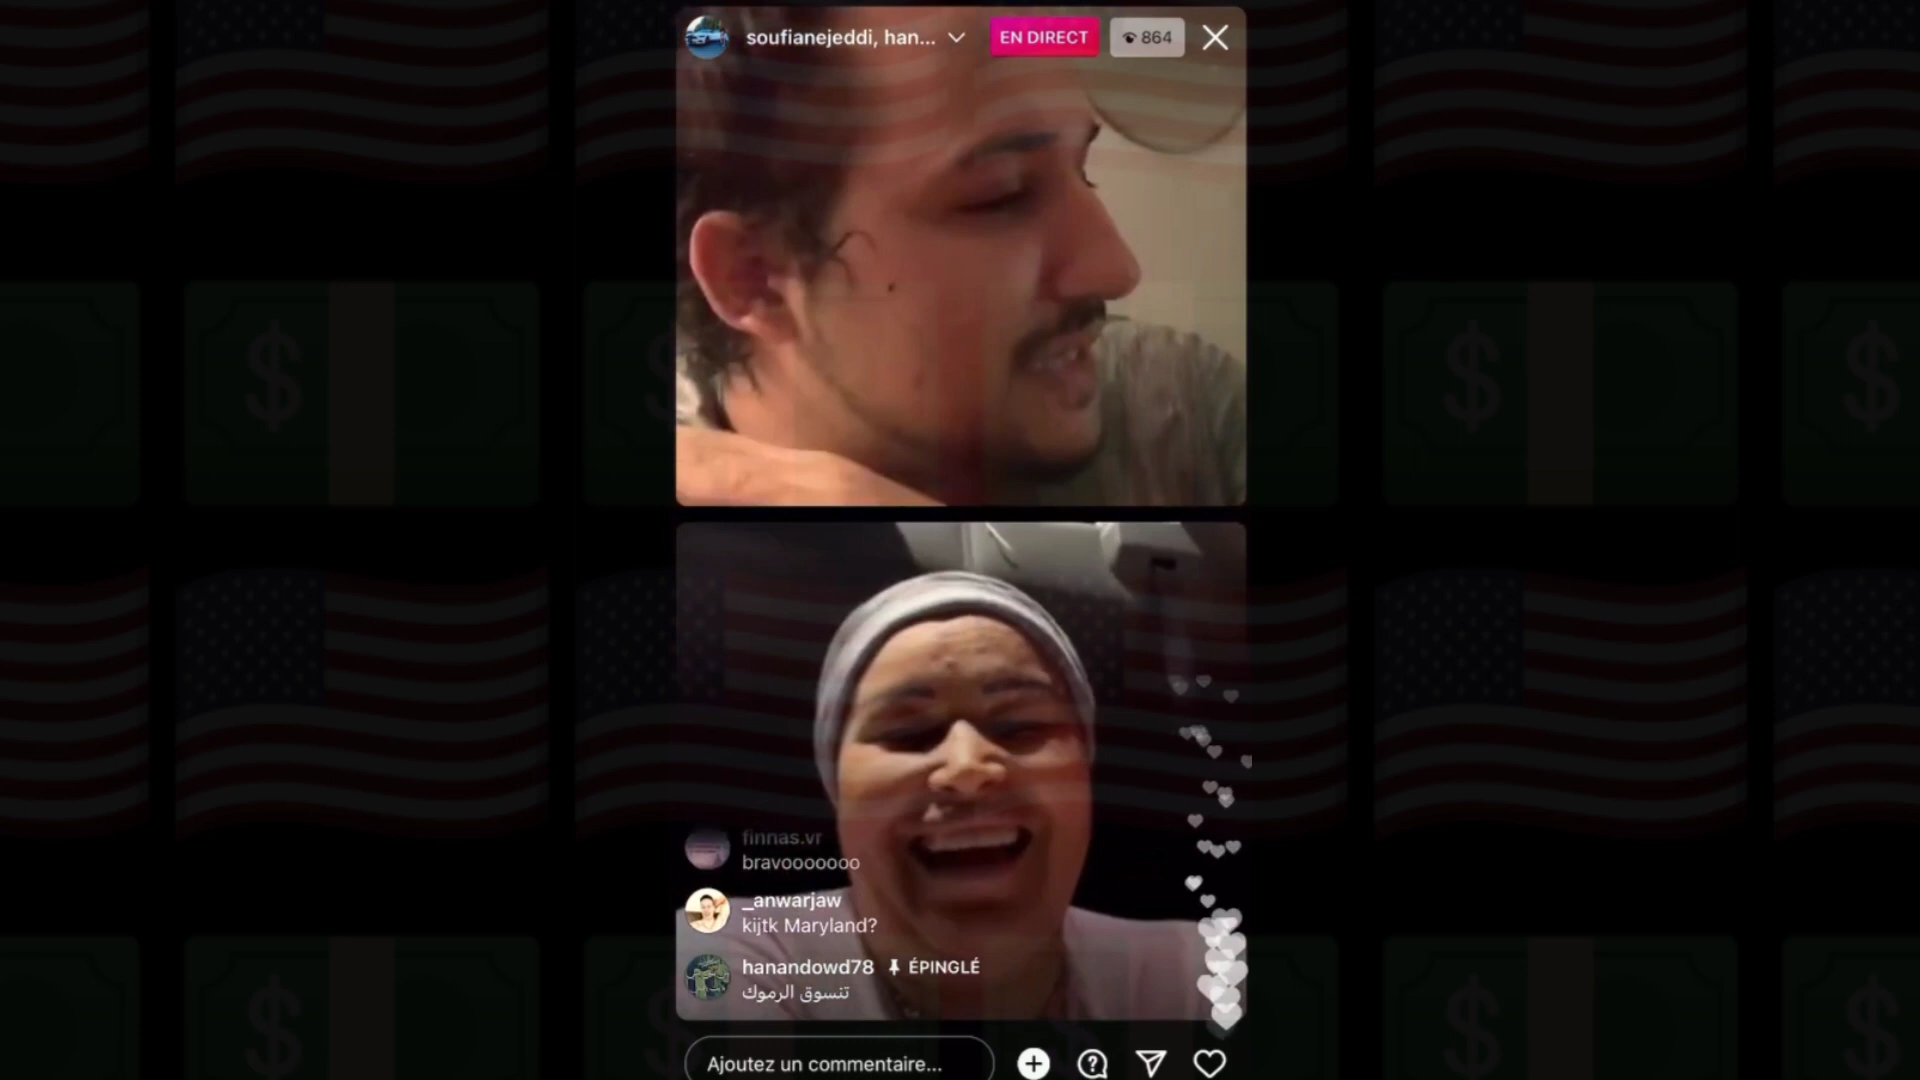 soufianejeddi, han...
EN DIRECT
864
finnas.vr
bravooooooo
_anwarjaw
kijtk Maryland?
hanandowd78 ÉPINGLÉ
تنسوق الرموك
Ajoutez un commentaire...